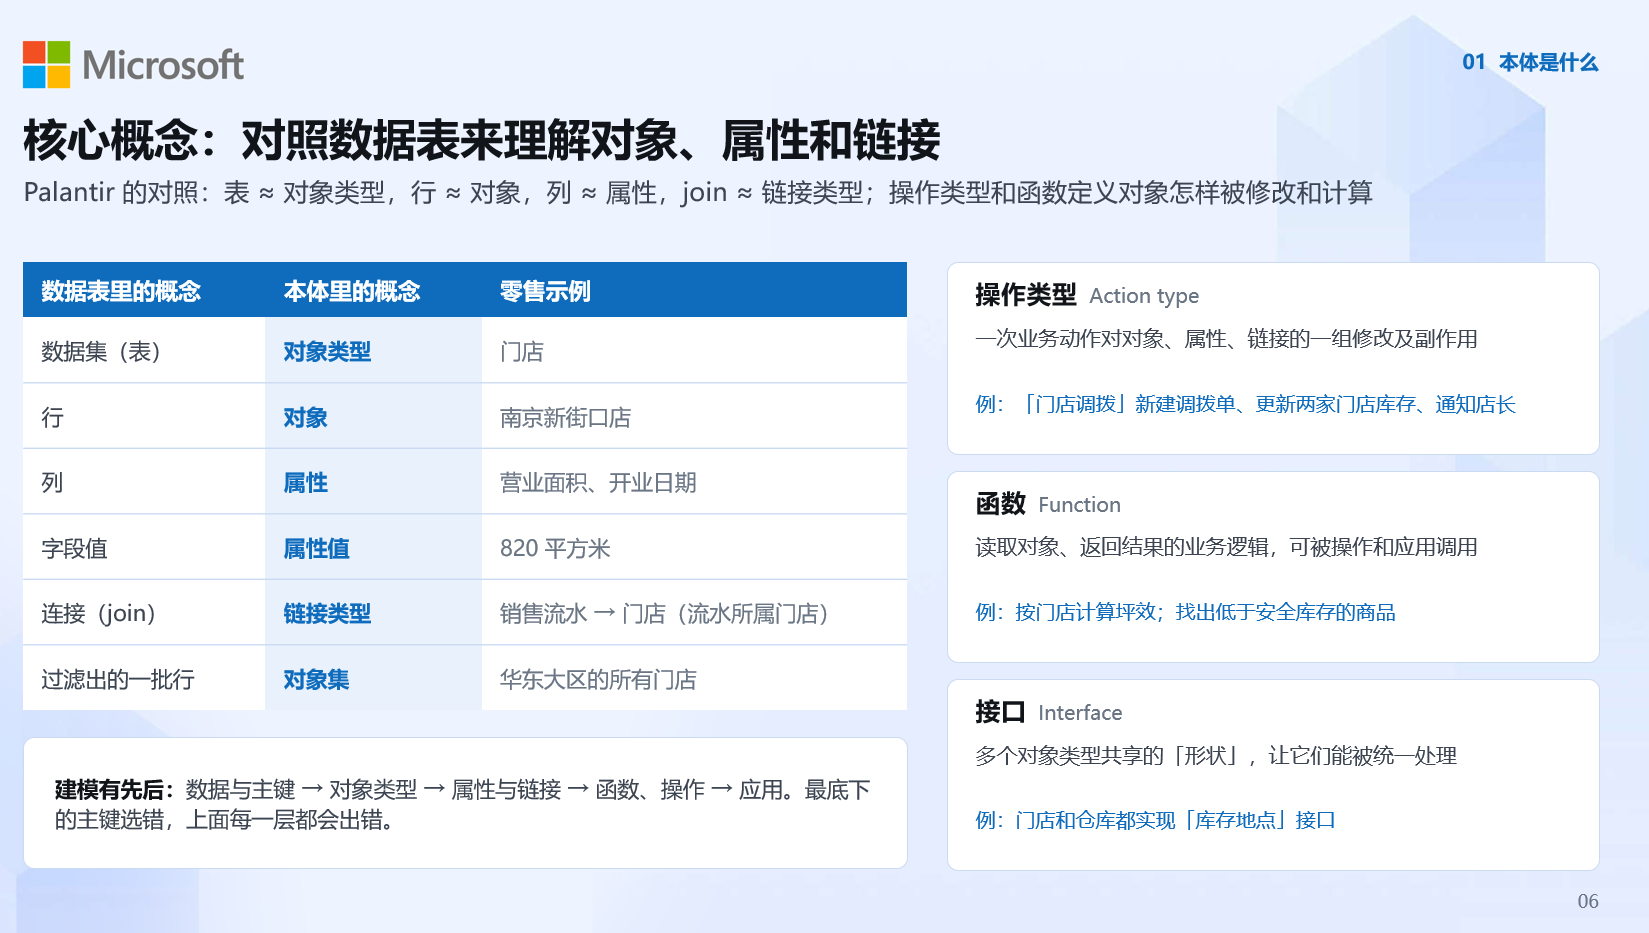 Microsoft
01 本体是什么
核心概念：对照数据表来理解对象、属性和链接
Palantir 的对照：表 ≈ 对象类型，行 ≈ 对象，列 ≈ 属性，join ≈ 链接类型；操作类型和函数定义对象怎样被修改和计算
数据表里的概念 本体里的概念 零售示例
数据集（表） 对象类型 门店
行 对象 南京新街口店
列 属性 营业面积、开业日期
字段值 属性值 820 平方米
连接（join） 链接类型 销售流水 → 门店（流水所属门店）
过滤出的一批行 对象集 华东大区的所有门店
建模有先后：数据与主键 → 对象类型 → 属性与链接 → 函数、操作 → 应用。最底下
的主键选错，上面每一层都会出错。
操作类型 Action type
一次业务动作对对象、属性、链接的一组修改及副作用
例：「门店调拨」新建调拨单、更新两家门店库存、通知店长
函数 Function
读取对象、返回结果的业务逻辑，可被操作和应用调用
例：按门店计算坪效；找出低于安全库存的商品
接口 Interface
多个对象类型共享的「形状」，让它们能被统一处理
例：门店和仓库都实现「库存地点」接口
06